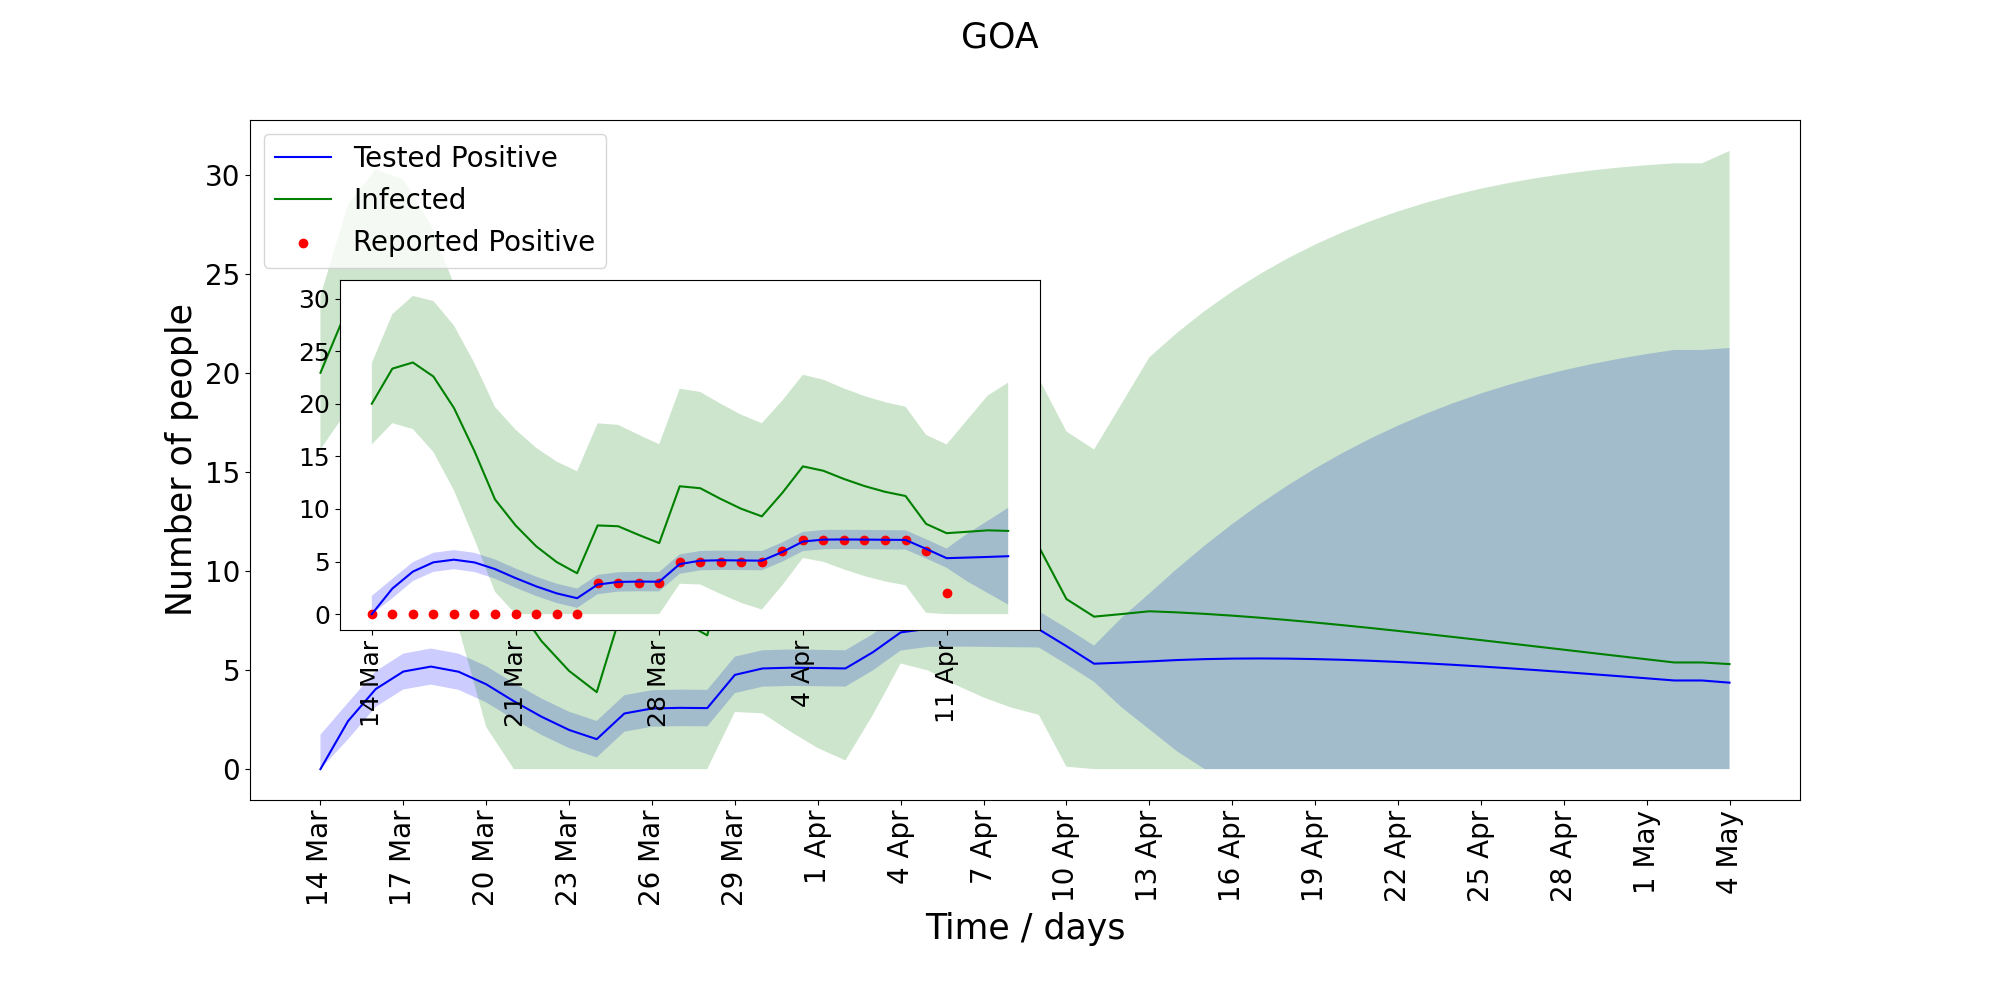 GOA
Tested Positive
Infected
Reported Positive
Number of people
30
25
20
15
10
5
0
30
25
20
15
10
5
0
14 Mar
21 Mar
28 Mar
4 Apr
11 Apr
14 Mar
17 Mar
20 Mar
23 Mar
26 Mar
29 Mar
1 Apr
4 Apr
7 Apr
10 Apr
13 Apr
16 Apr
19 Apr
22 Apr
25 Apr
28 Apr
1 May
4 May
Time / days